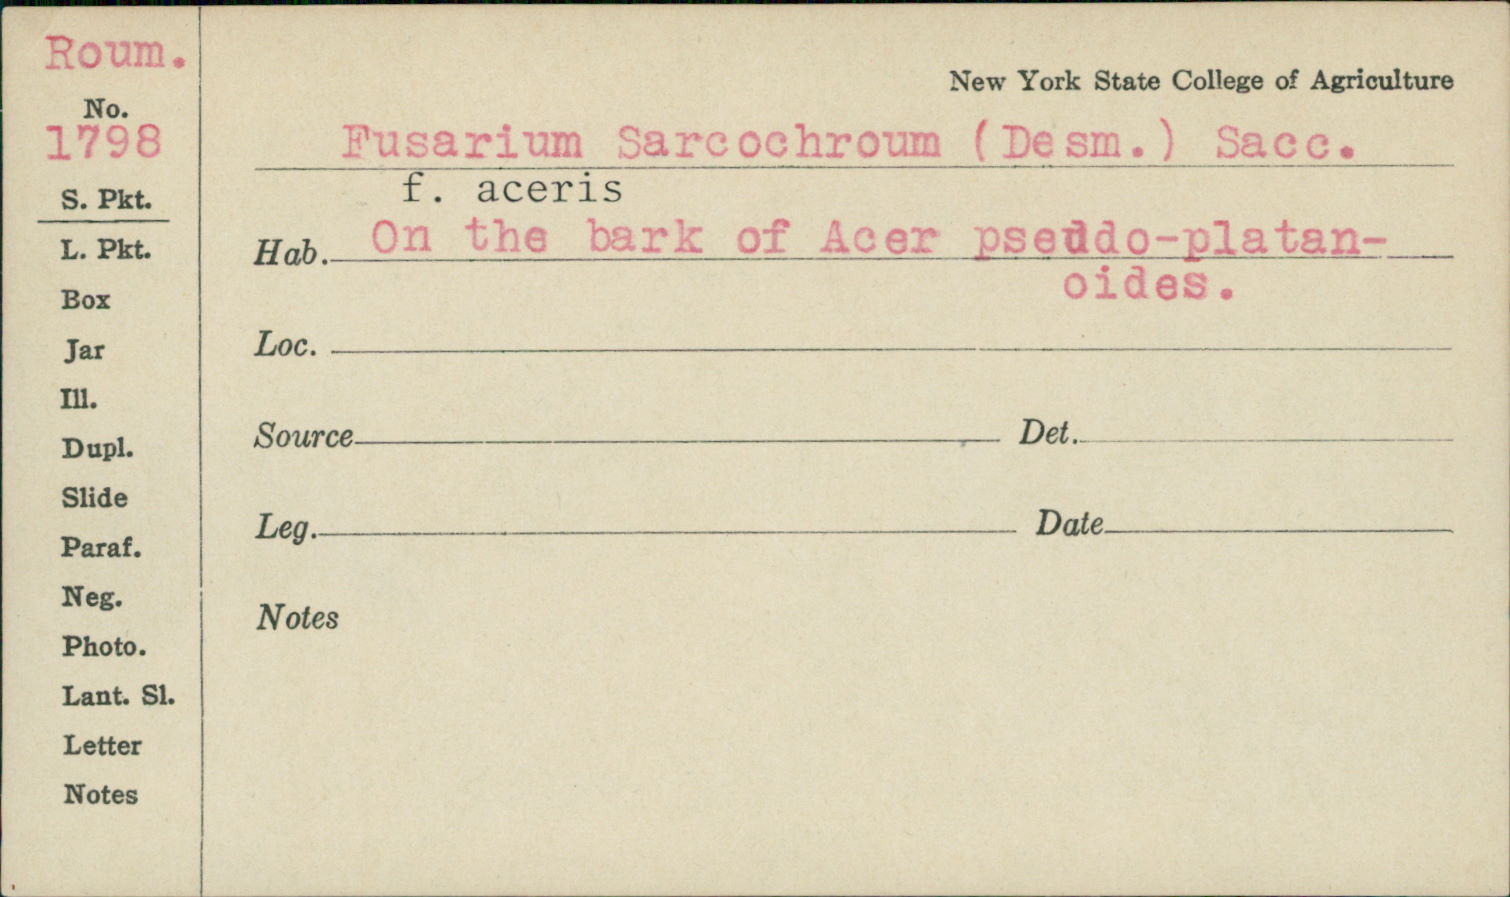 Roum.
No.
1798
S. Pkt.
L. Pkt.
Box
Jar
Ill.
Dupl.
Slide
Paraf.
Neg.
Photo.
Lant. Sl.
Letter
Notes
New York State College of Agriculture
Fusarium Sarcochroum (Desm.) Sacc.
f. aceris
Hab. On the bark of Acer pseudo-platan-
oides.
Loc.
Source Det.
Leg. Date
Notes